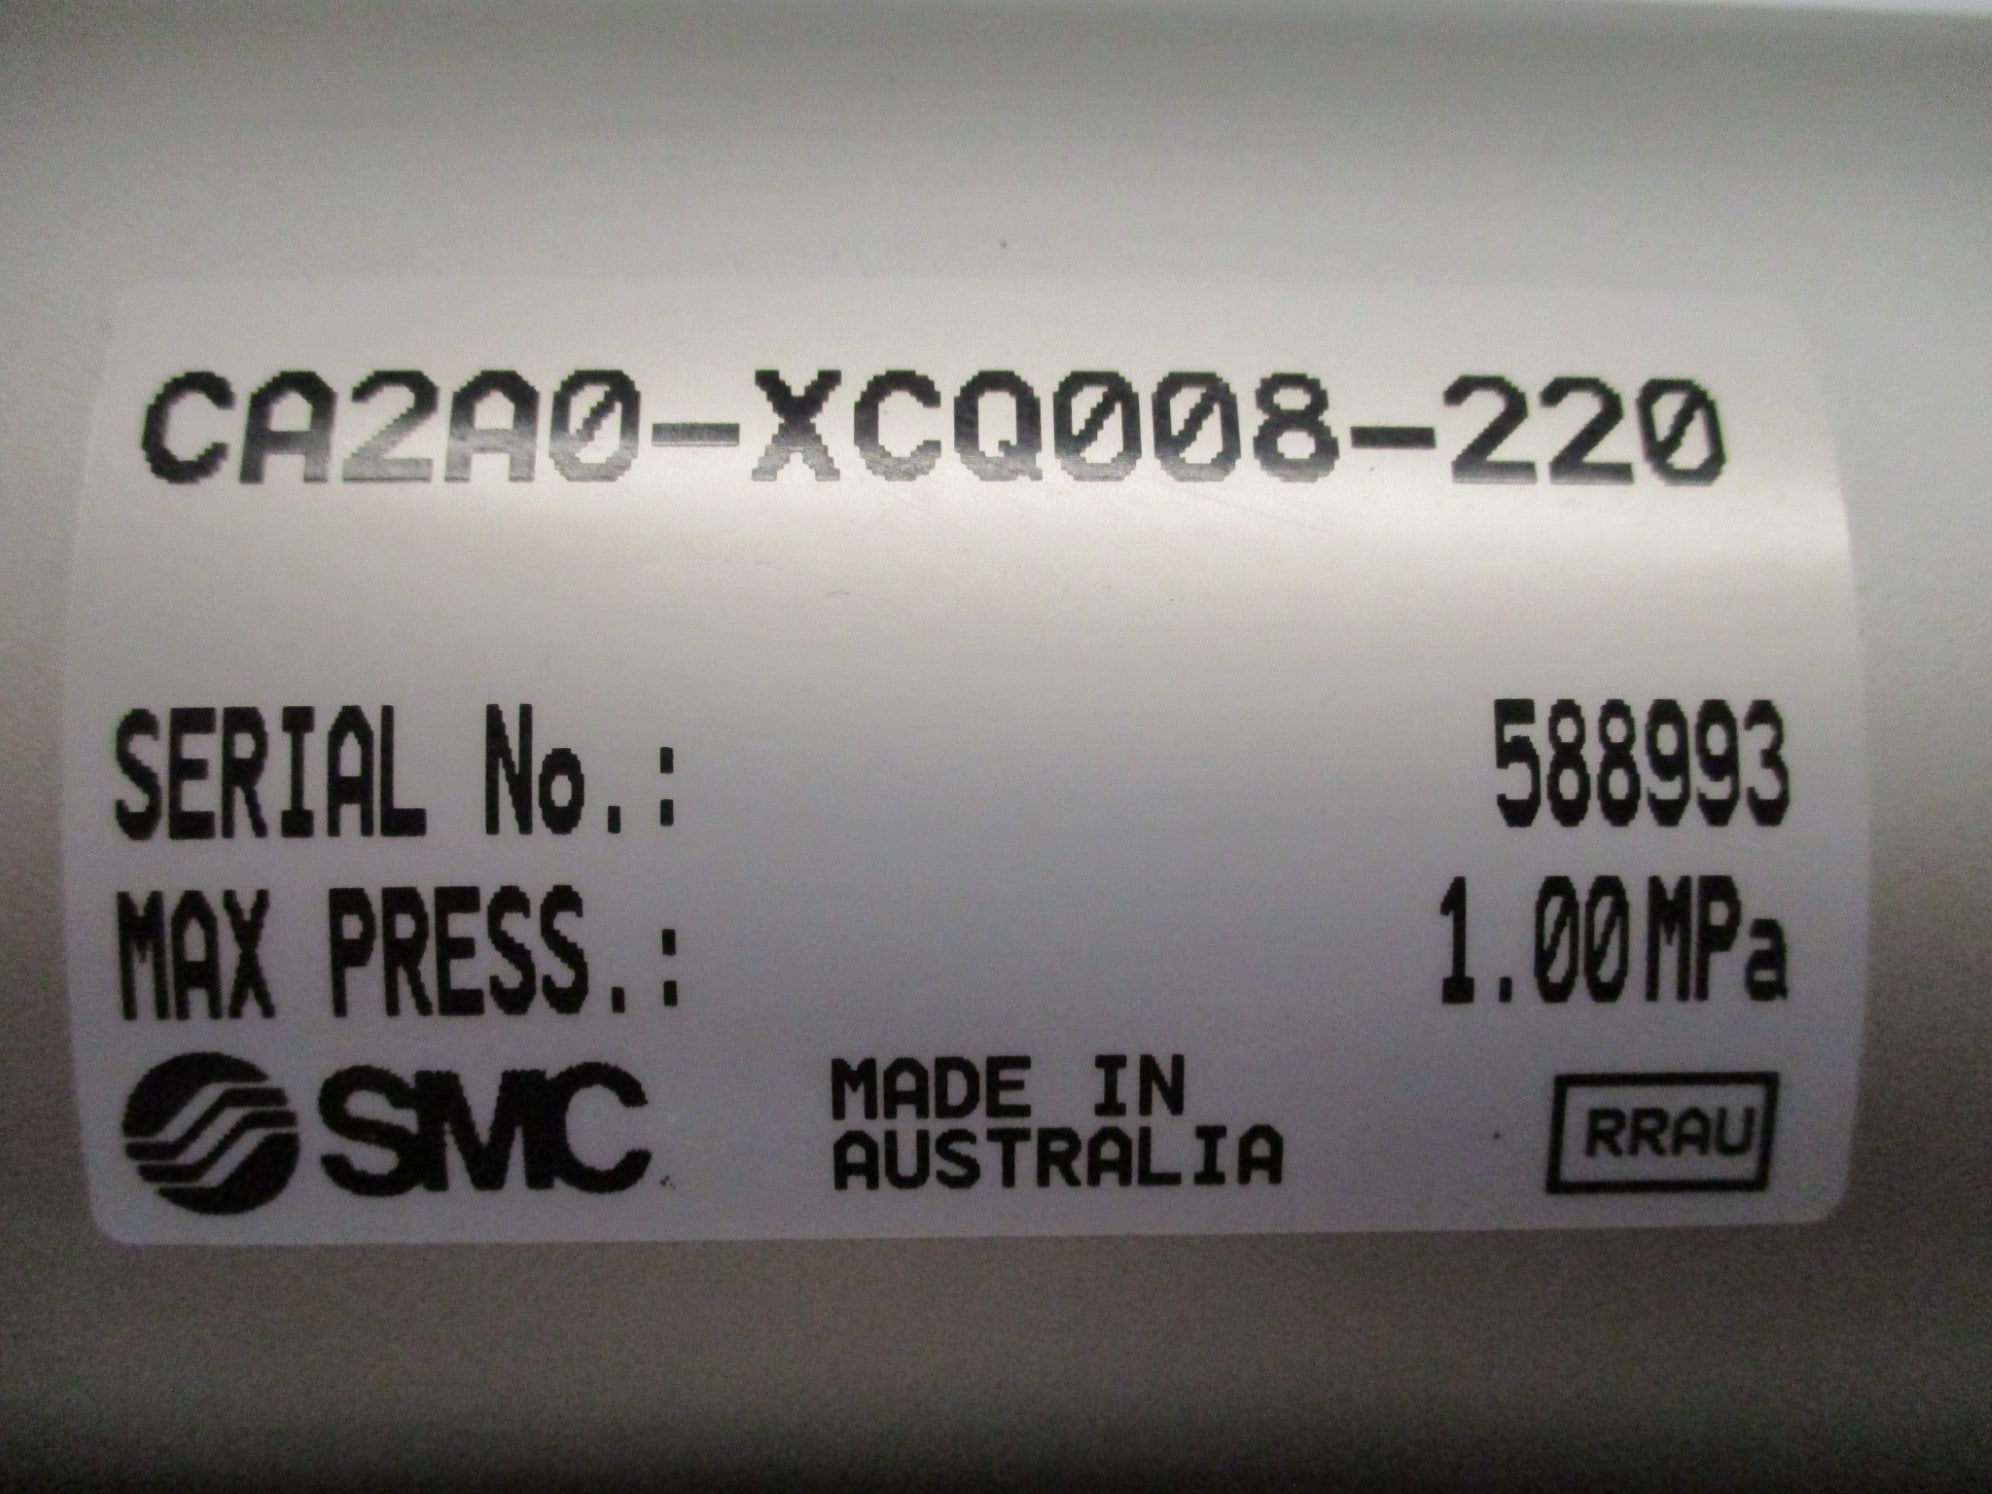 CA2A0-XCQ008-220
SERIAL No.: 588993
MAX PRESS.: 1.00MPa
SMC
MADE IN
AUSTRALIA
RRAU